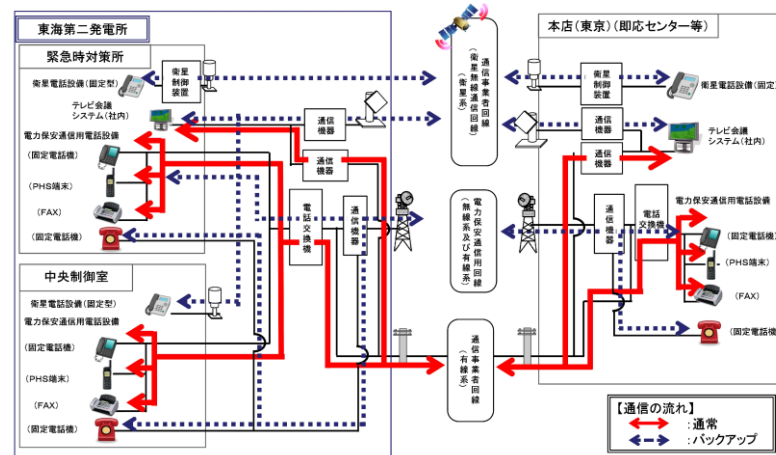 東海第二発電所
緊急時対策所
衛星電話設備(固定型)
衛星
制御
装置
テレビ会議
システム(社内)
通信
機器
通信
機器
電力保安通信用電話設備
(固定電話機)
(PHS端末)
(FAX)
(固定電話機)
電話交換機
通信機器
中央制御室
衛星電話設備(固定型)
電力保安通信用電話設備
(固定電話機)
(PHS端末)
(FAX)
(固定電話機)
通信事業者回線
(衛星無線通信回線)
(衛星系)
電力保安通信用回線
(無線系及び有線系)
通信事業者回線
(有線系)
本店(東京)(即応センター等)
衛星
制御
装置
衛星電話設備(固定
通信
機器
通信
機器
テレビ会議
システム(社内)
通信機器
電話
交換機
電力保安通信用電話設備
(固定電話機)
(PHS端末)
(FAX)
(固定電話機)
【通信の流れ】
:通常
:バックアップ